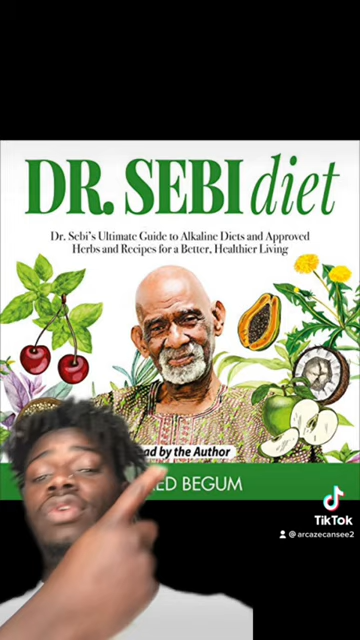 DR. SEBI diet
Dr. Sebi's Ultimate Guide to Alkaline Diets and Approved
Herbs and Recipes for a Better, Healthier Living
by the Author
BEGUM
TikTok
@arcazecansee2